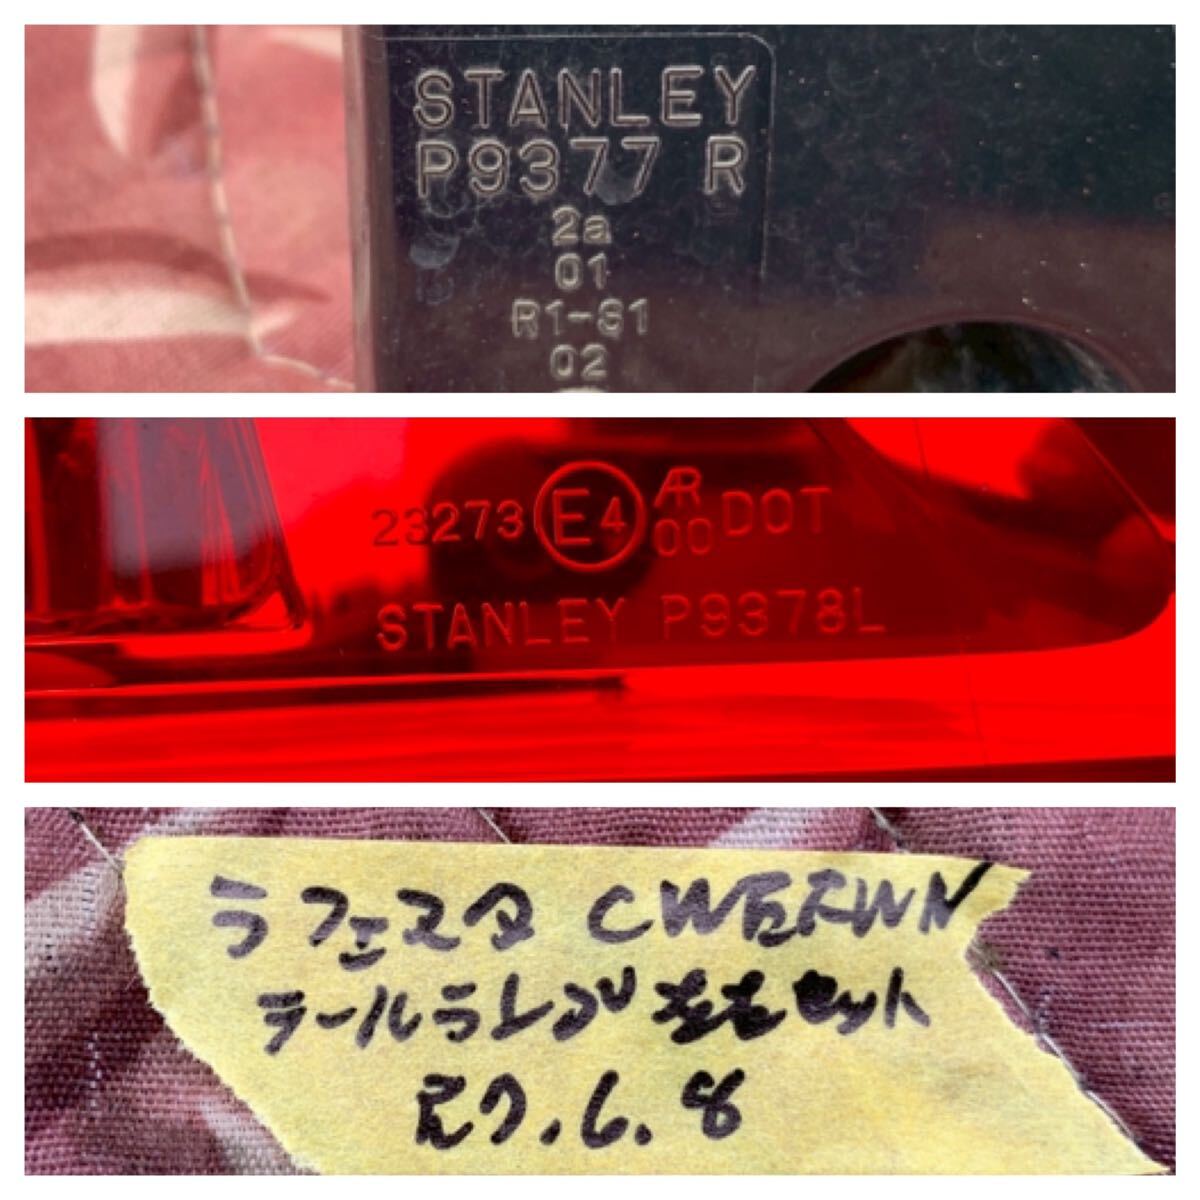 STANLEY
P9377 R
2a
01
R1-S1
02
23273 E4 AR 00 DOT
STANLEY P9378L
ラフェスタ CWEFWN
テールランプ 左右セット
R7.6.8